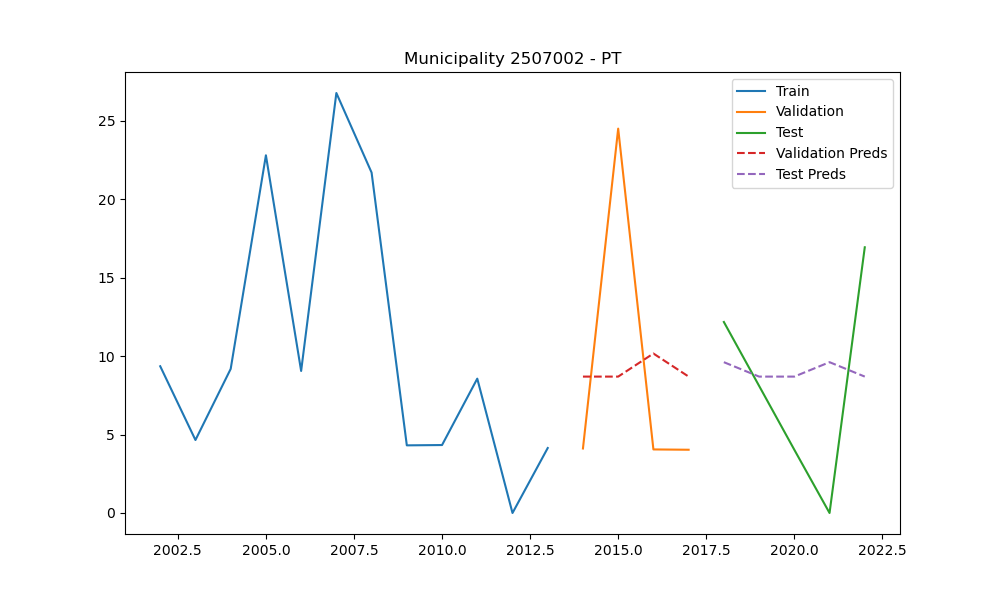 Municipality 2507002 - PT
Train
Validation
Test
Validation Preds
Test Preds
25
20
15
10
5
0
2002.5 2005.0 2007.5 2010.0 2012.5 2015.0 2017.5 2020.0 2022.5